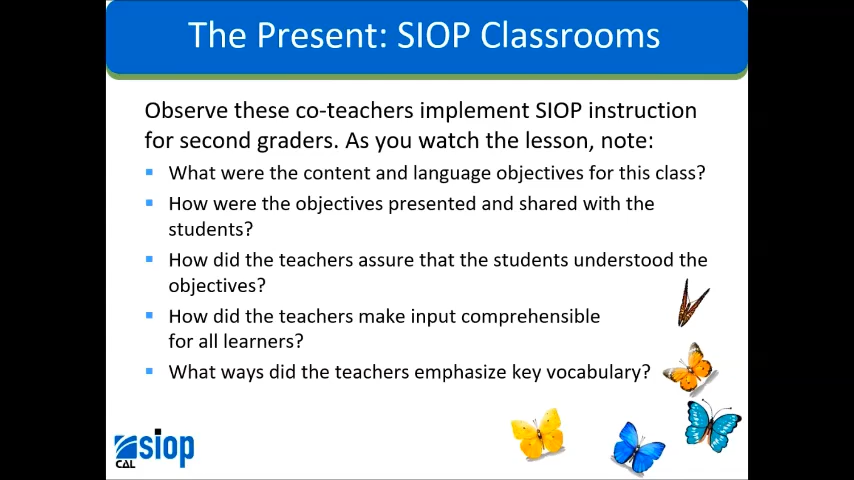 The Present: SIOP Classrooms
Observe these co-teachers implement SIOP instruction
for second graders. As you watch the lesson, note:
What were the content and language objectives for this class?
How were the objectives presented and shared with the
students?
How did the teachers assure that the students understood the
objectives?
How did the teachers make input comprehensible
for all learners?
What ways did the teachers emphasize key vocabulary?
siop
CAL